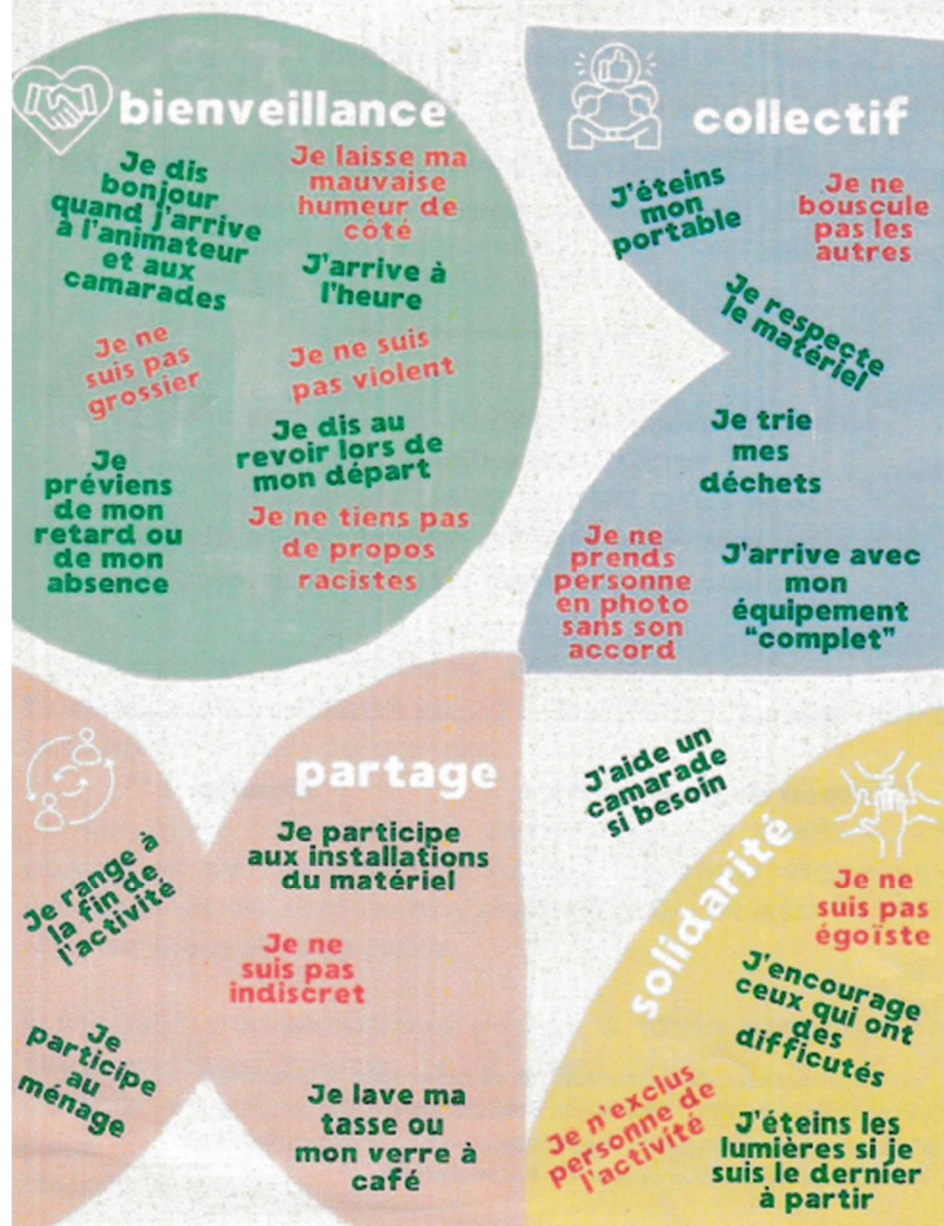 bienveillance
Je dis
bonjour
quand j'arrive
à l'animateur
et aux
camarades
Je laisse ma
mauvaise
humeur de
côté
J'arrive à
l'heure
Je ne
suis pas
grossier
Je ne suis
pas violent
Je dis au
revoir lors de
mon départ
Je
préviens
de mon
retard ou
de mon
absence
Je ne tiens pas
de propos
racistes
collectif
J'éteins
mon
portable
Je ne
bouscule
pas les
autres
Je respecte
le matériel
Je trie
mes
déchets
Je ne
prends
personne
en photo
sans son
accord
J'arrive avec
mon
équipement
"complet"
partage
Je range à
la fin de
l'activité
Je participe
aux installations
du matériel
Je ne
suis pas
indiscret
Je
participe
au
ménage
Je lave ma
tasse ou
mon verre à
café
J'aide un
camarade
si besoin
solidarité
Je ne
suis pas
égoïste
J'encourage
ceux qui ont
des
difficutés
Je n'exclus
personne de
l'activité
J'éteins les
lumières si je
suis le dernier
à partir